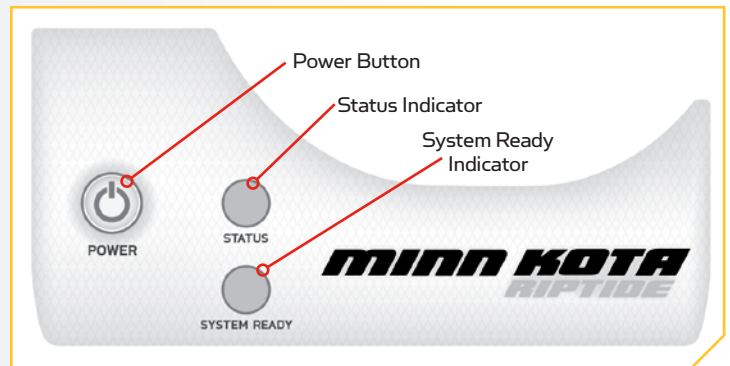 Power Button
Status Indicator
System Ready
Indicator
POWER
STATUS
SYSTEM READY
MINN KOTA
RIPTIDE